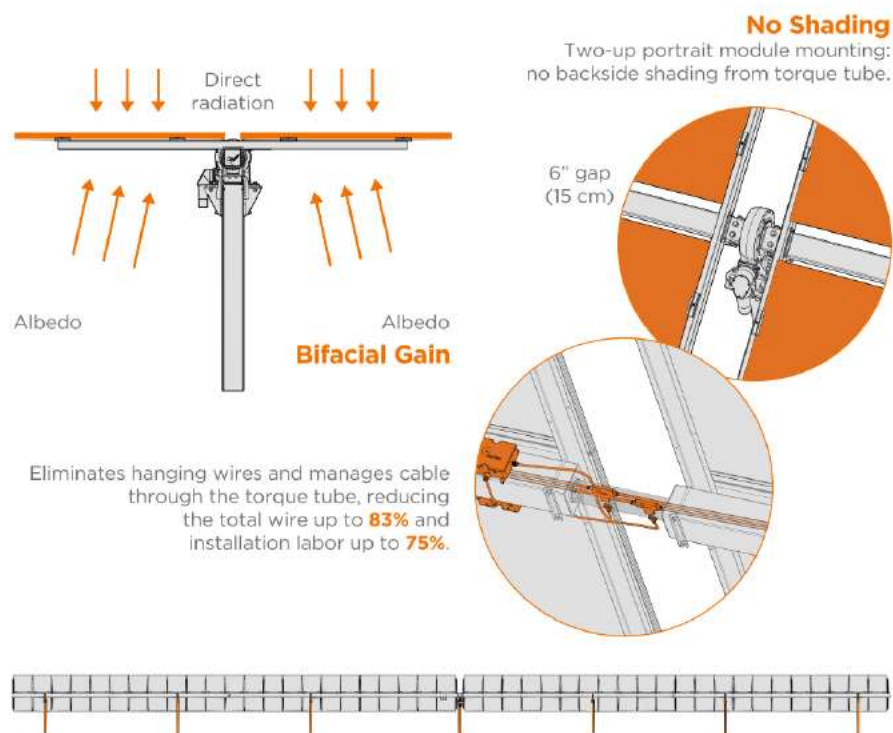 No Shading
Two-up portrait module mounting:
no backside shading from torque tube.
Direct
radiation
6" gap
(15 cm)
Albedo
Albedo
Bifacial Gain
Eliminates hanging wires and manages cable
through the torque tube, reducing
the total wire up to 83% and
installation labor up to 75%.